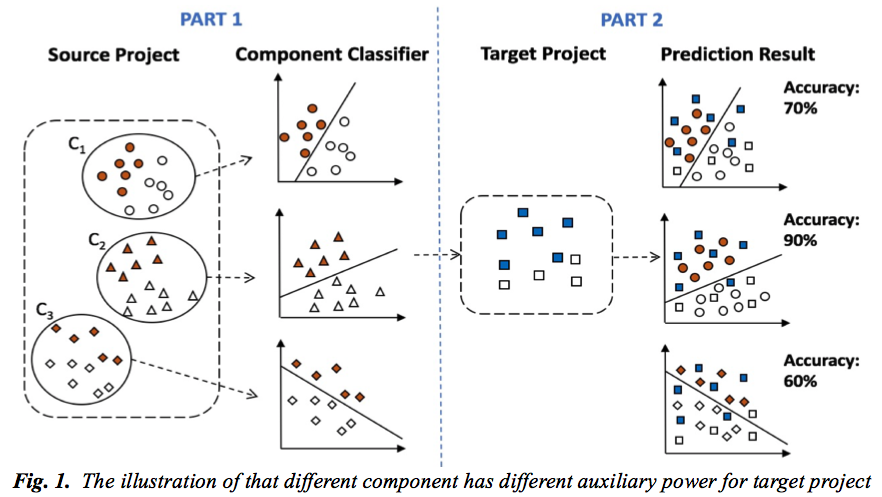 PART 1
PART 2
Source Project
Component Classifier
Target Project
Prediction Result
C1
C2
C3
Accuracy:
70%
Accuracy:
90%
Accuracy:
60%
Fig. 1. The illustration of that different component has different auxiliary power for target project